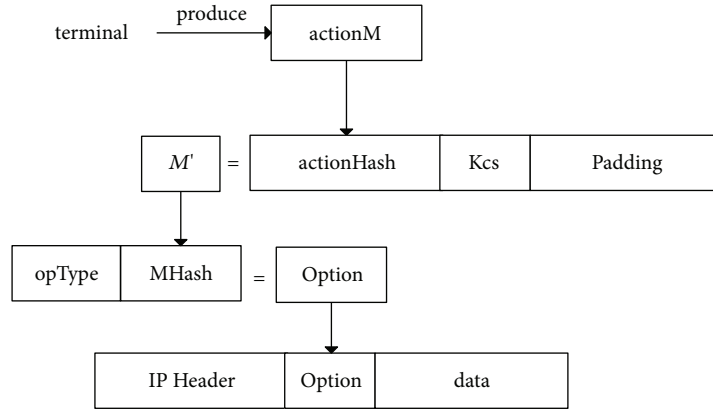 terminal produce actionM
M' = actionHash Kcs Padding
opType MHash = Option
IP Header Option data